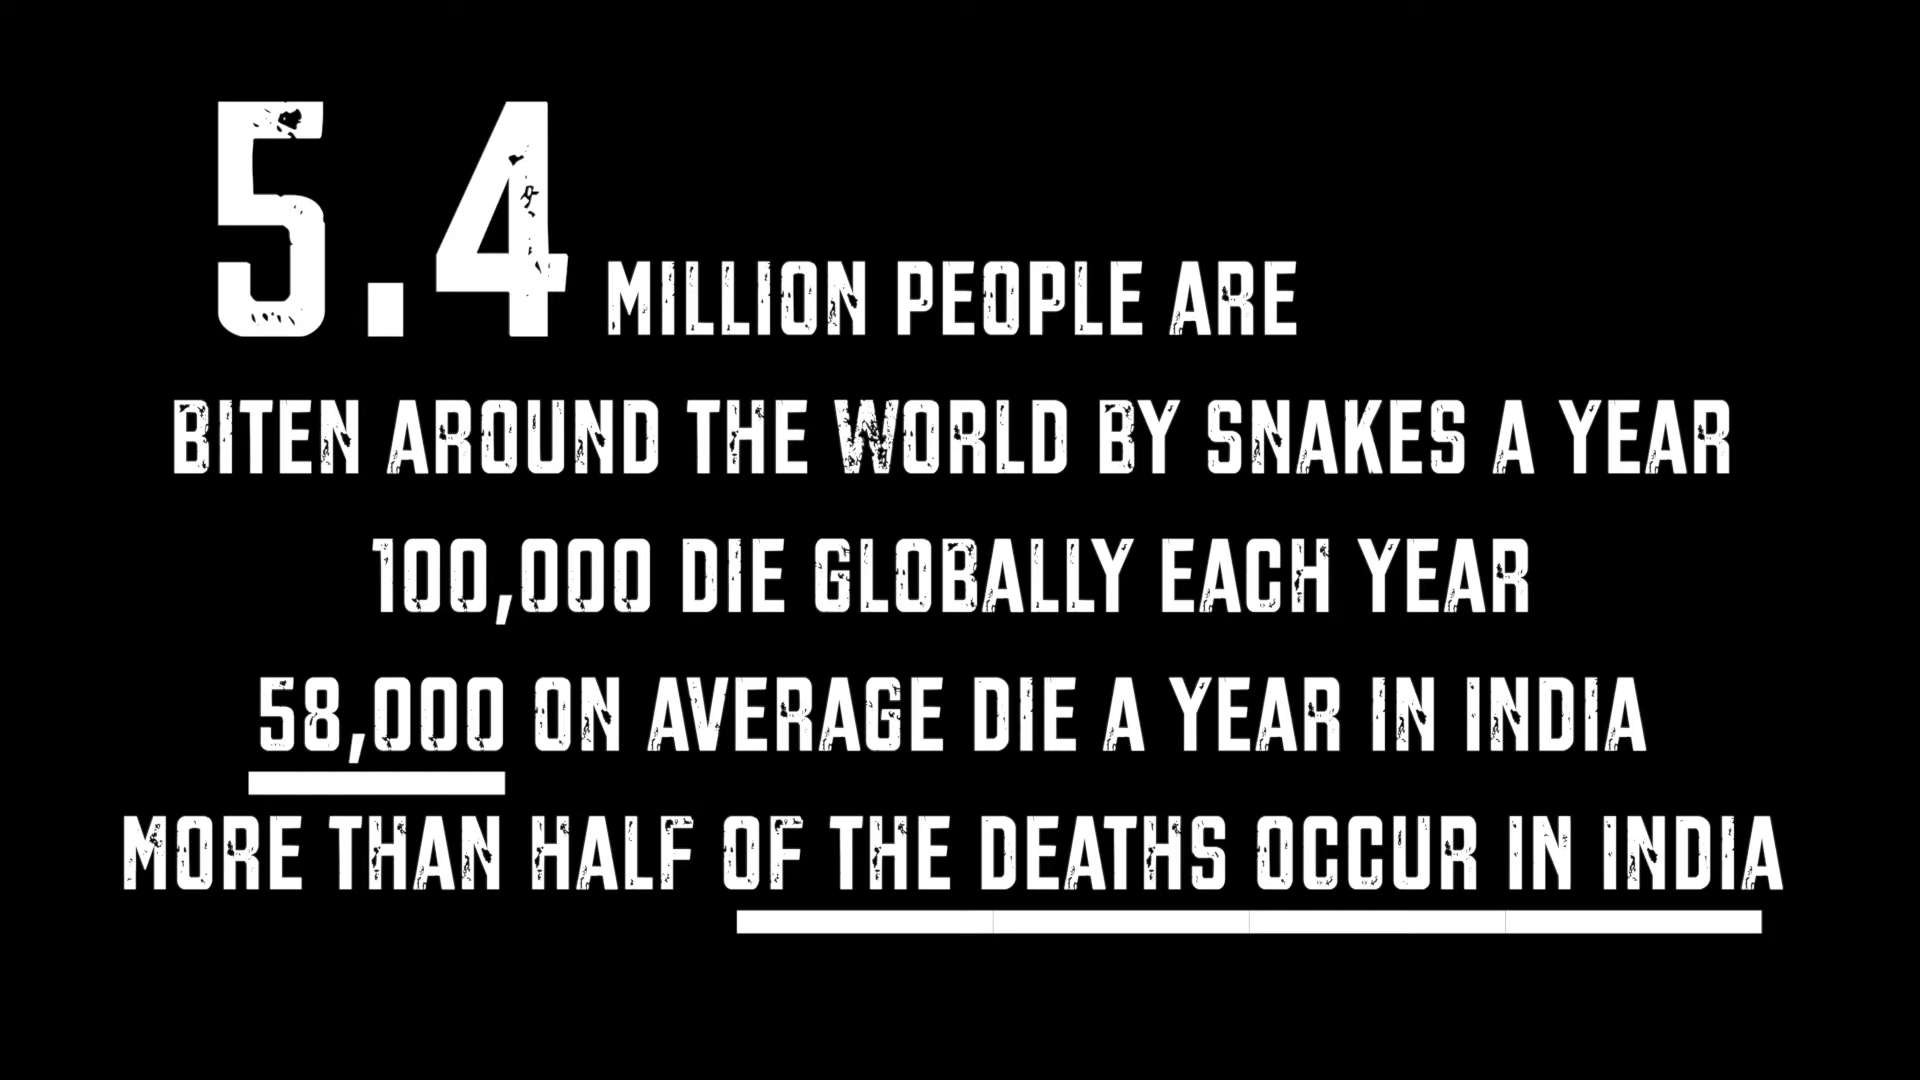 5.4 MILLION PEOPLE ARE
BITEN AROUND THE WORLD BY SNAKES A YEAR
100,000 DIE GLOBALLY EACH YEAR
58,000 ON AVERAGE DIE A YEAR IN INDIA
MORE THAN HALF OF THE DEATHS OCCUR IN INDIA